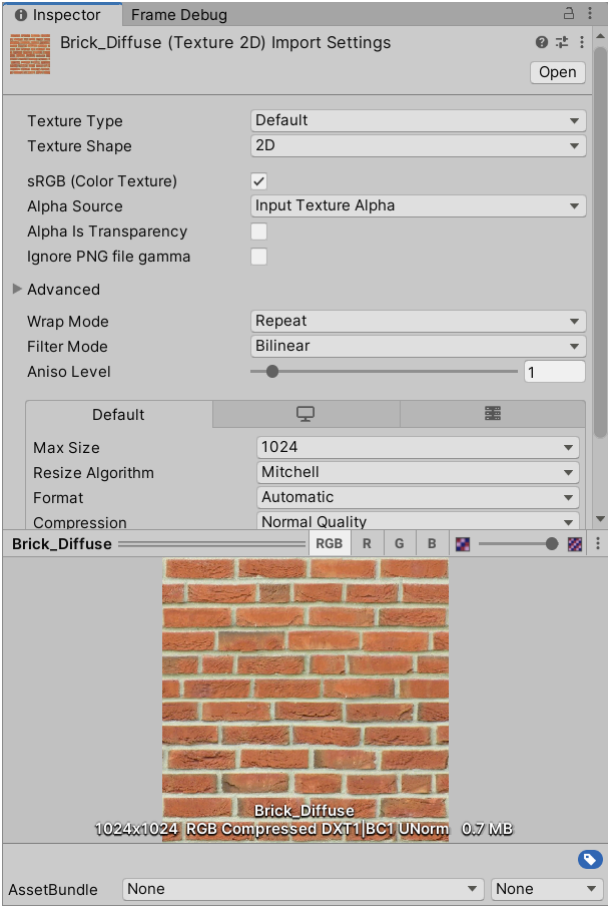 Inspector Frame Debug
Brick_Diffuse (Texture 2D) Import Settings
Open
Texture Type Default
Texture Shape 2D
sRGB (Color Texture)
Alpha Source Input Texture Alpha
Alpha Is Transparency
Ignore PNG file gamma
Advanced
Wrap Mode Repeat
Filter Mode Bilinear
Aniso Level 1
Default
Max Size 1024
Resize Algorithm Mitchell
Format Automatic
Compression Normal Quality
Brick_Diffuse RGB R G B
Brick_Diffuse
1024x1024 RGB Compressed DXT1|BC1 UNorm 0.7 MB
AssetBundle None None